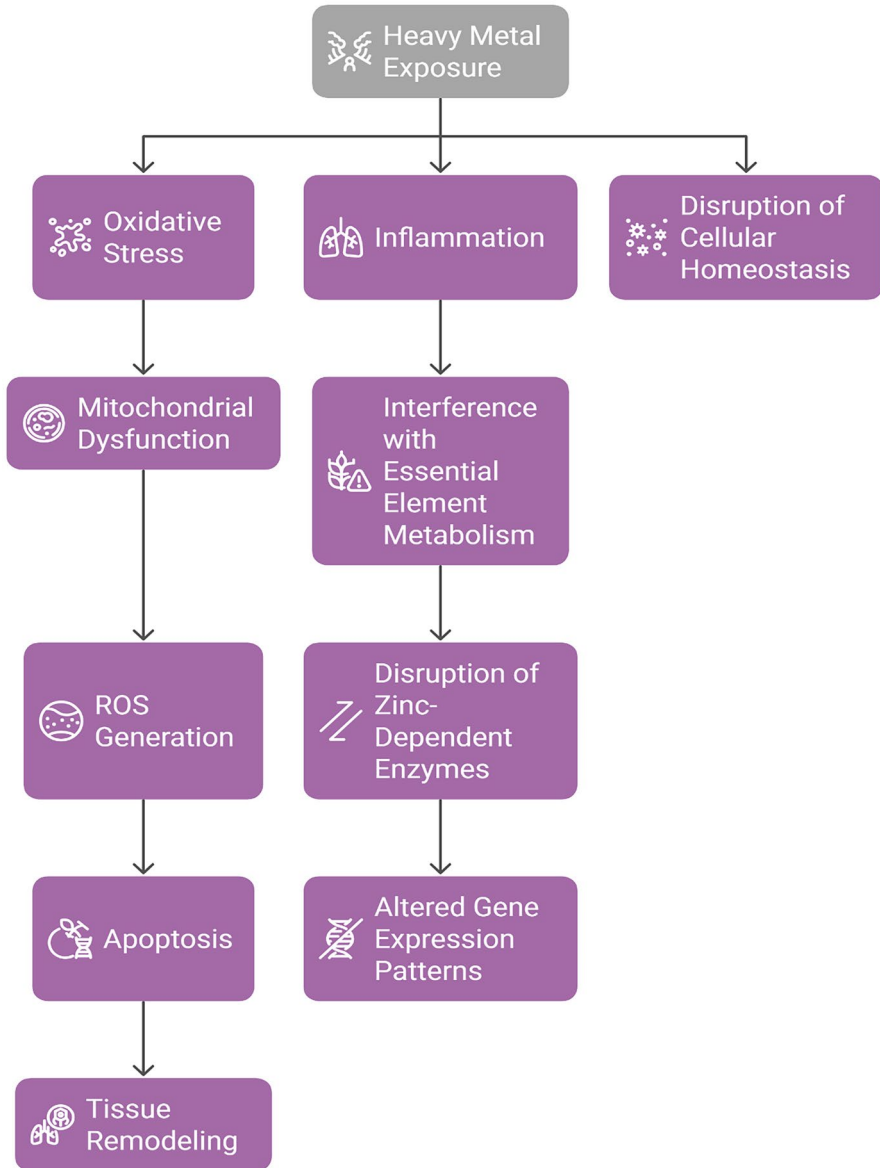 Heavy Metal
Exposure
Oxidative
Stress
Inflammation
Disruption of
Cellular
Homeostasis
Mitochondrial
Dysfunction
Interference
with
Essential
Element
Metabolism
ROS
Generation
Disruption of
Zinc-
Dependent
Enzymes
Apoptosis
Altered Gene
Expression
Patterns
Tissue
Remodeling